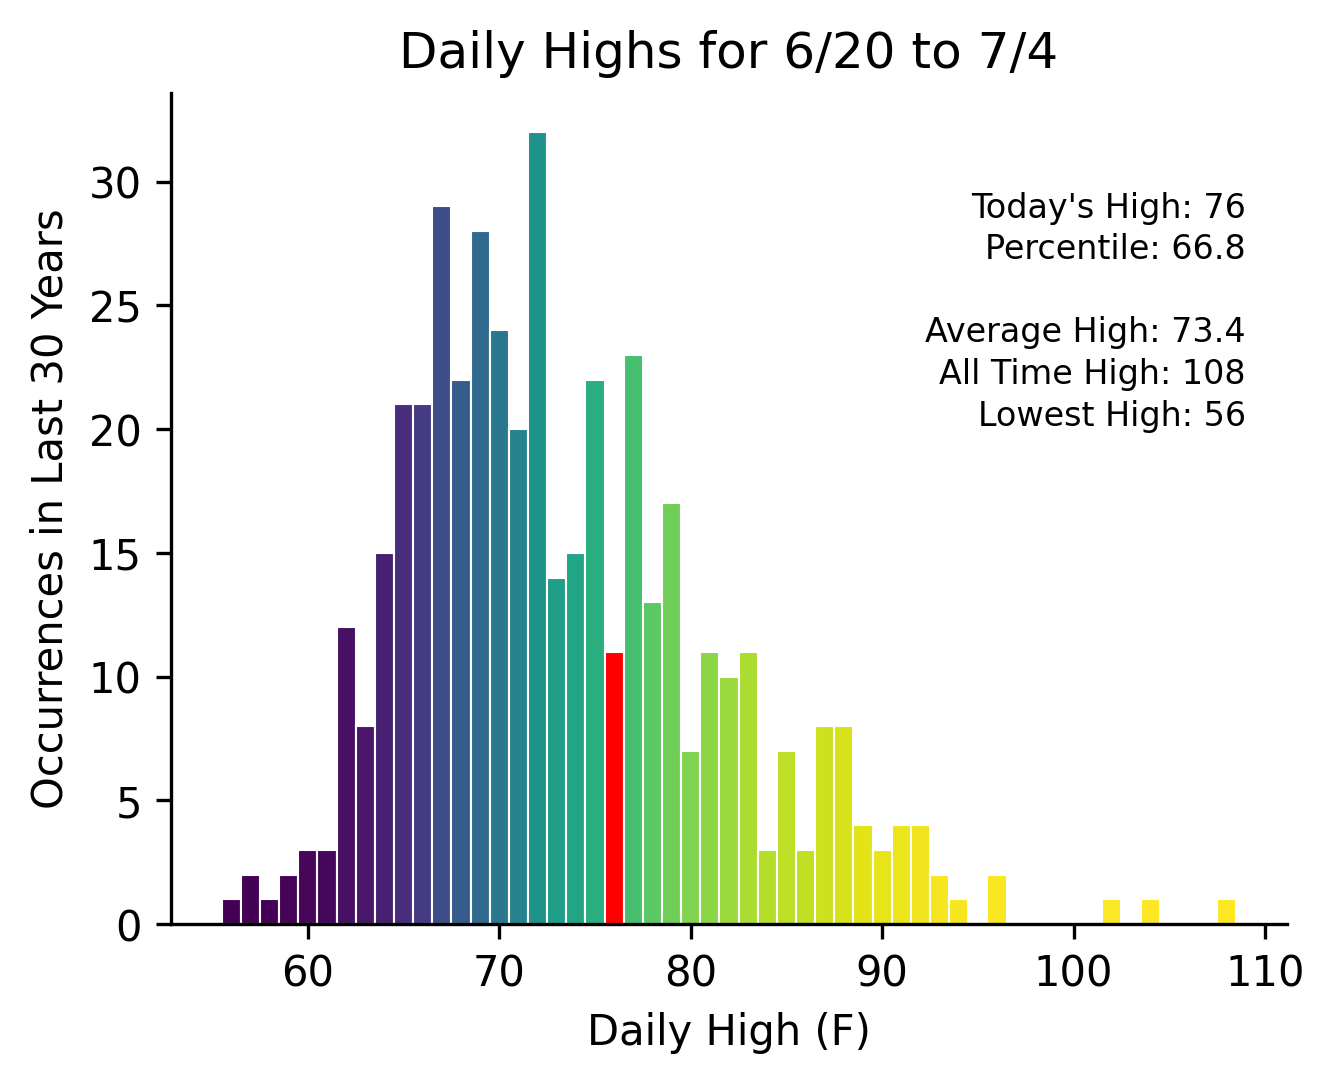 Daily Highs for 6/20 to 7/4
Occurrences in Last 30 Years
30
25
20
15
10
5
0
Today's High: 76
Percentile: 66.8
Average High: 73.4
All Time High: 108
Lowest High: 56
60 70 80 90 100 110
Daily High (F)